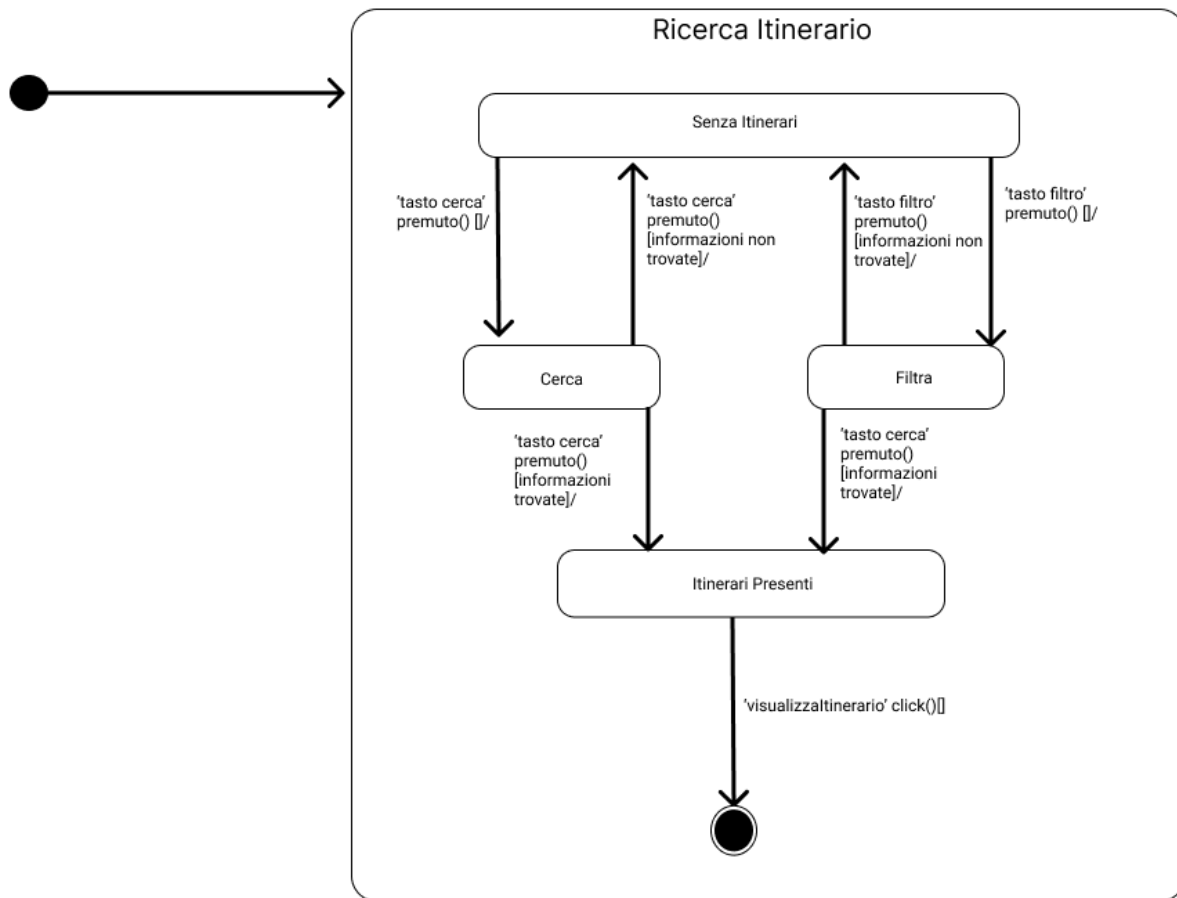 Ricerca Itinerario
Senza Itinerari
'tasto cerca'
premuto() []/
'tasto cerca'
premuto()
[informazioni non
trovate]/
'tasto filtro'
premuto()
[informazioni non
trovate]/
'tasto filtro'
premuto() []/
Cerca
Filtra
'tasto cerca'
premuto()
[informazioni
trovate]/
'tasto cerca'
premuto()
[informazioni
trovate]/
Itinerari Presenti
'visualizzaItinerario' click()[]